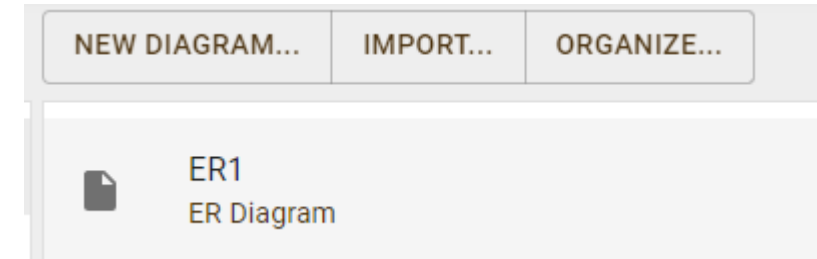 NEW DIAGRAM... IMPORT... ORGANIZE...
ER1
ER Diagram